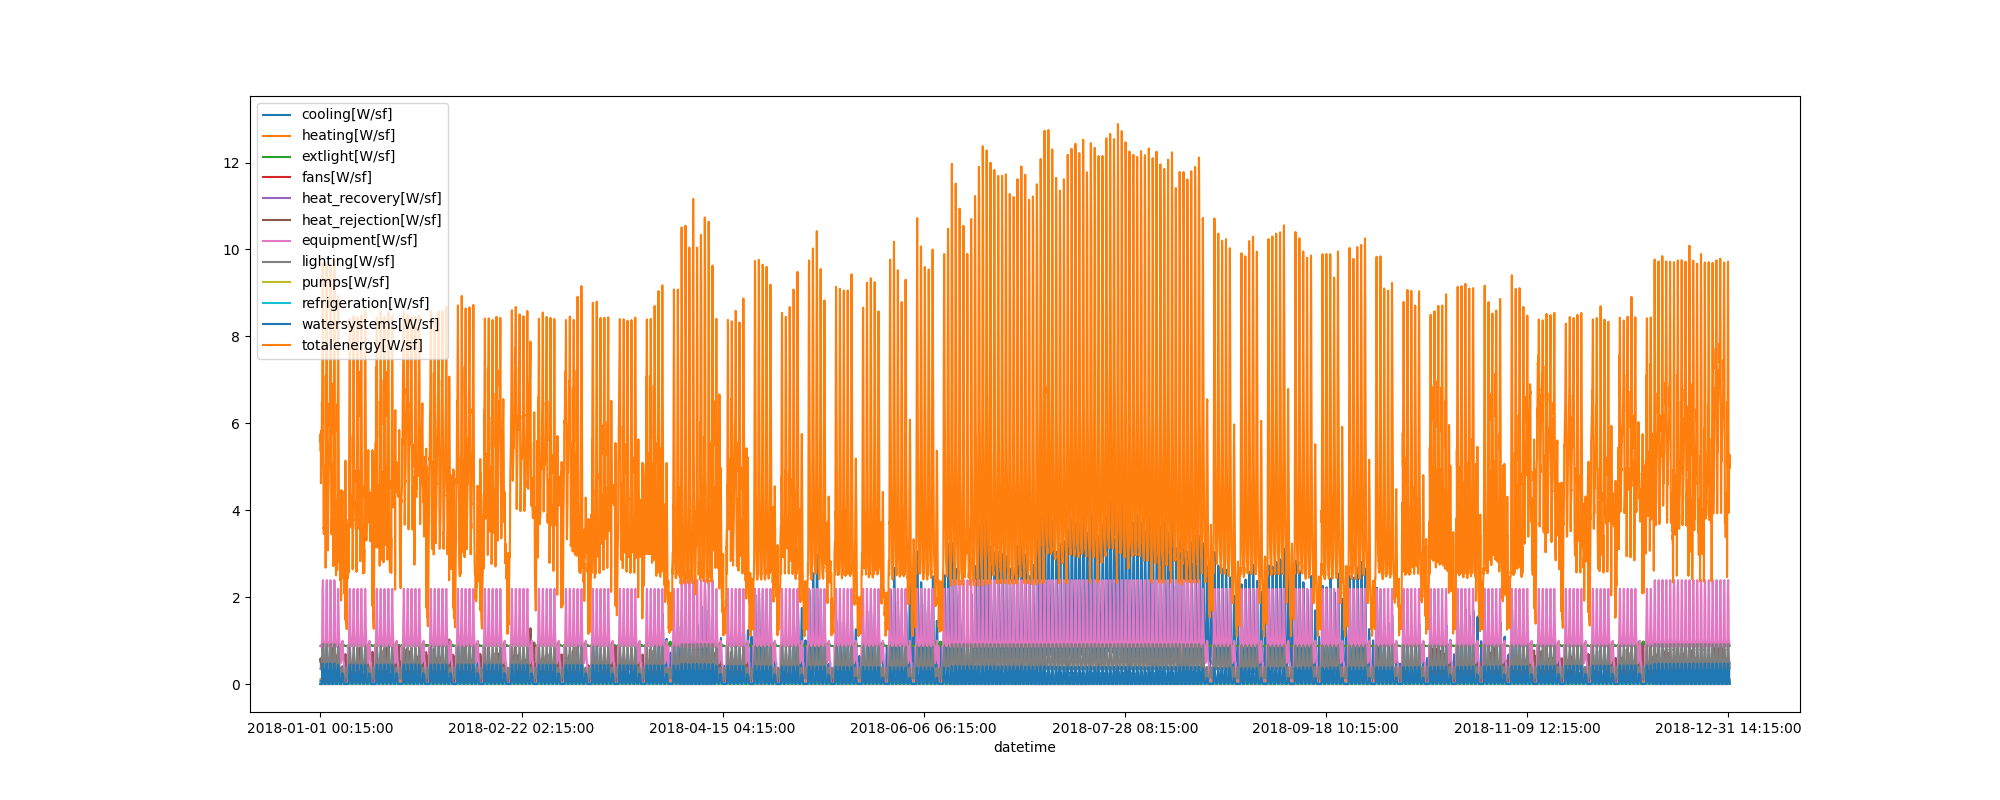 cooling[W/sf]
heating[W/sf]
extlight[W/sf]
fans[W/sf]
heat_recovery[W/sf]
heat_rejection[W/sf]
equipment[W/sf]
lighting[W/sf]
pumps[W/sf]
refrigeration[W/sf]
watersystems[W/sf]
totalenergy[W/sf]
12
10
8
6
4
2
0
2018-01-01 00:15:00 2018-02-22 02:15:00 2018-04-15 04:15:00 2018-06-06 06:15:00 2018-07-28 08:15:00 2018-09-18 10:15:00 2018-11-09 12:15:00 2018-12-31 14:15:00
datetime